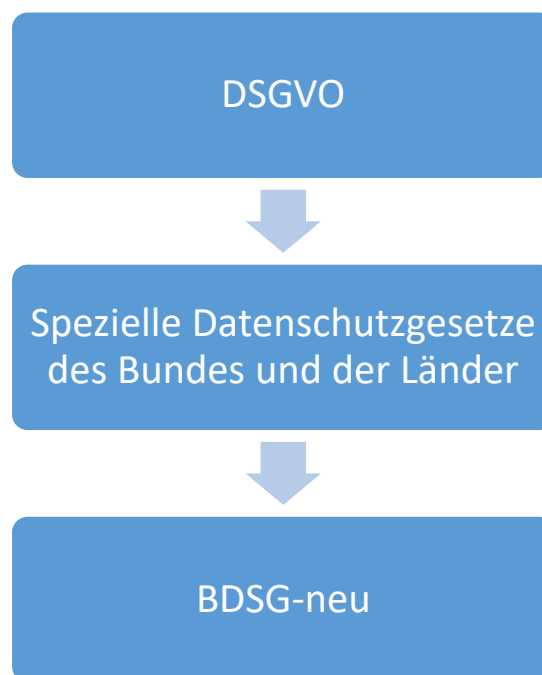 DSGVO
Spezielle Datenschutzgesetze
des Bundes und der Länder
BDSG-neu